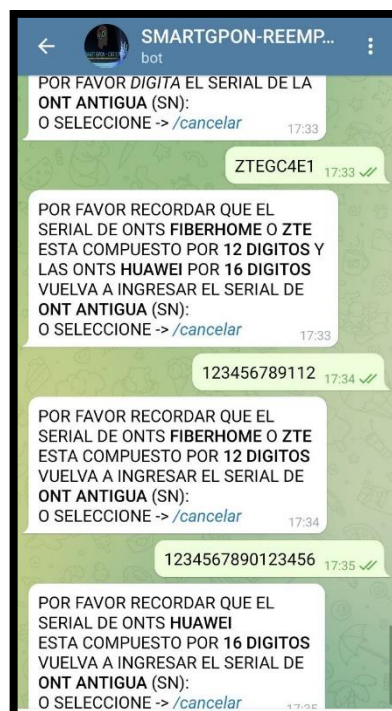 SMARTGPON-REEMP...
bot
POR FAVOR DIGITA EL SERIAL DE LA
ONT ANTIGUA (SN):
O SELECCIONE -> /cancelar
17:33
ZTEGC4E1 17:33
POR FAVOR RECORDAR QUE EL
SERIAL DE ONTS FIBERHOME O ZTE
ESTA COMPUESTO POR 12 DIGITOS Y
LAS ONTS HUAWEI POR 16 DIGITOS
VUELVA A INGRESAR EL SERIAL DE
ONT ANTIGUA (SN):
O SELECCIONE -> /cancelar
17:33
123456789112 17:34
POR FAVOR RECORDAR QUE EL
SERIAL DE ONTS FIBERHOME O ZTE
ESTA COMPUESTO POR 12 DIGITOS
VUELVA A INGRESAR EL SERIAL DE
ONT ANTIGUA (SN):
O SELECCIONE -> /cancelar
17:34
1234567890123456 17:35
POR FAVOR RECORDAR QUE EL
SERIAL DE ONTS HUAWEI
ESTA COMPUESTO POR 16 DIGITOS
VUELVA A INGRESAR EL SERIAL DE
ONT ANTIGUA (SN):
O SELECCIONE -> /cancelar
17:35